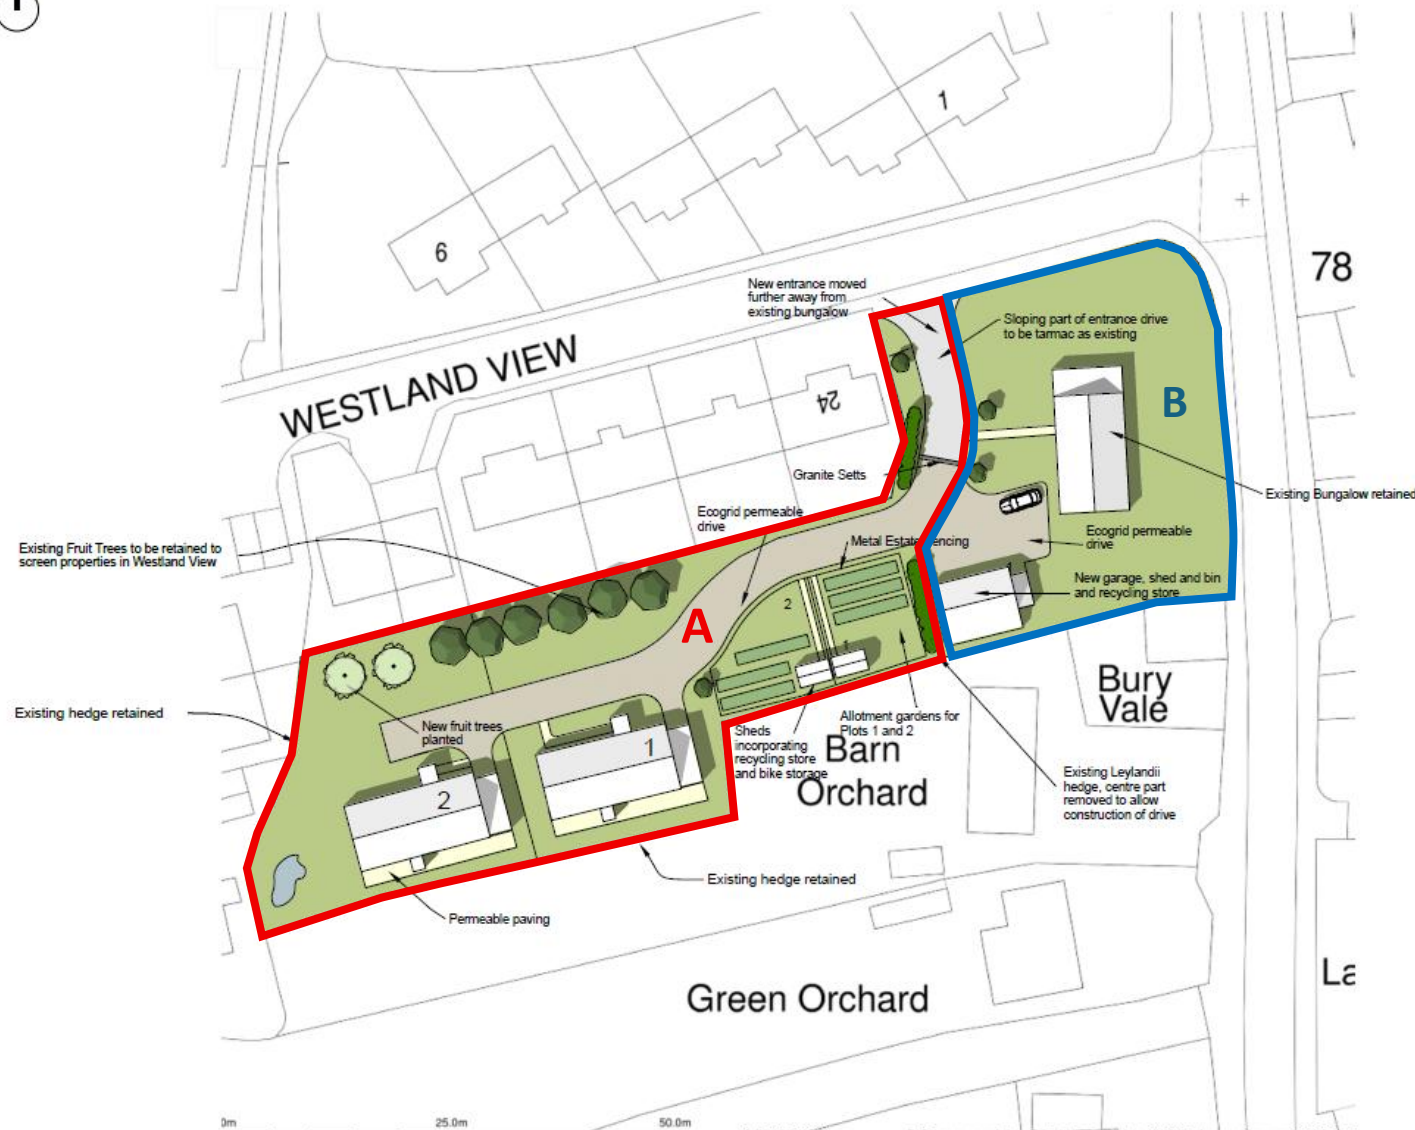 1
1
6
78
WESTLAND VIEW
24
New entrance moved
further away from
existing bungalow
Sloping part of entrance drive
to be tarmac as existing
B
Granite Setts
Existing Bungalow retained
Ecogrid permeable
drive
Metal Estate Fencing
Ecogrid permeable
drive
Existing Fruit Trees to be retained to
screen properties in Westland View
New garage, shed and bin
and recycling store
2
A
1
Existing hedge retained
New fruit trees
planted
Bury
Vale
Allotment gardens for
Plots 1 and 2
Sheds
incorporating
recycling store
and bike storage
Barn
Orchard
1
2
Existing Leylandii
hedge, centre part
removed to allow
construction of drive
Existing hedge retained
Permeable paving
Green Orchard
La
0m
25.0m
50.0m